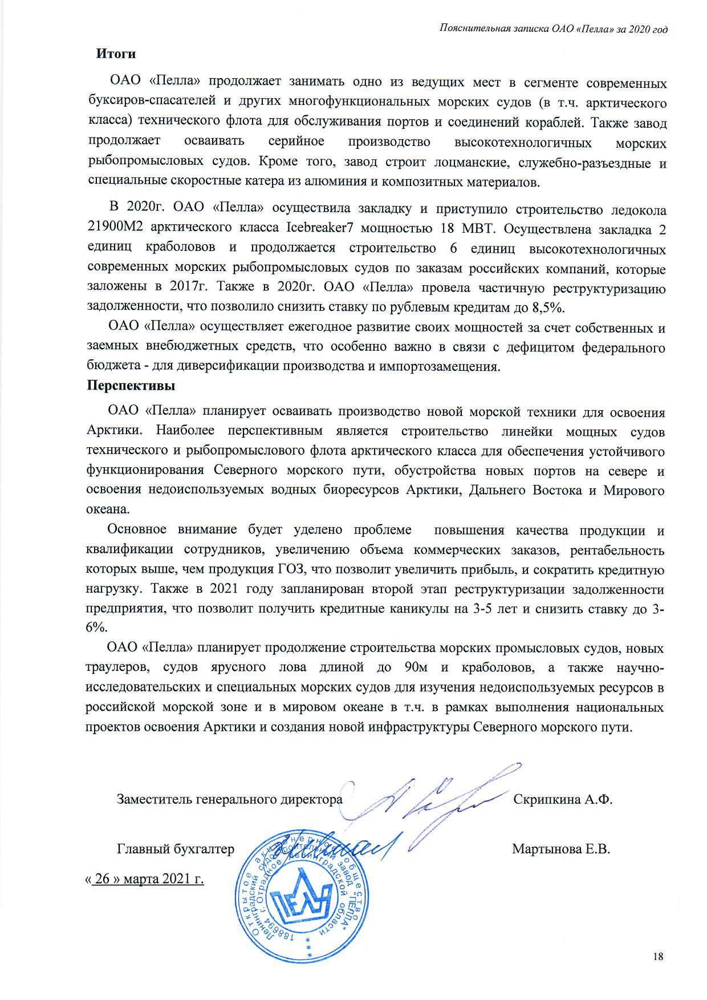 Пояснительная записка ОАО «Пелла» за 2020 год
Итоги
ОАО «Пелла» продолжает занимать одно из ведущих мест в сегменте современных
буксиров-спасателей и других многофункциональных морских судов (в т.ч. арктического
класса) технического флота для обслуживания портов и соединений кораблей. Также завод
продолжает осваивать серийное производство высокотехнологичных морских
рыбопромысловых судов. Кроме того, завод строит лоцманские, служебно-разъездные и
специальные скоростные катера из алюминия и композитных материалов.
В 2020г. ОАО «Пелла» осуществила закладку и приступило строительство ледокола
21900М2 арктического класса Icebreaker7 мощностью 18 МВТ. Осуществлена закладка 2
единиц краболовов и продолжается строительство 6 единиц высокотехнологичных
современных морских рыбопромысловых судов по заказам российских компаний, которые
заложены в 2017г. Также в 2020г. ОАО «Пелла» провела частичную реструктуризацию
задолженности, что позволило снизить ставку по рублевым кредитам до 8,5%.
ОАО «Пелла» осуществляет ежегодное развитие своих мощностей за счет собственных и
заемных внебюджетных средств, что особенно важно в связи с дефицитом федерального
бюджета - для диверсификации производства и импортозамещения.
Перспективы
ОАО «Пелла» планирует осваивать производство новой морской техники для освоения
Арктики. Наиболее перспективным является строительство линейки мощных судов
технического и рыбопромыслового флота арктического класса для обеспечения устойчивого
функционирования Северного морского пути, обустройства новых портов на севере и
освоения недоиспользуемых водных биоресурсов Арктики, Дальнего Востока и Мирового
океана.
Основное внимание будет уделено проблеме повышения качества продукции и
квалификации сотрудников, увеличению объема коммерческих заказов, рентабельность
которых выше, чем продукция ГОЗ, что позволит увеличить прибыль, и сократить кредитную
нагрузку. Также в 2021 году запланирован второй этап реструктуризации задолженности
предприятия, что позволит получить кредитные каникулы на 3-5 лет и снизить ставку до 3-
6%.
ОАО «Пелла» планирует продолжение строительства морских промысловых судов, новых
траулеров, судов ярусного лова длиной до 90м и краболовов, а также научно-
исследовательских и специальных морских судов для изучения недоиспользуемых ресурсов в
российской морской зоне и в мировом океане в т.ч. в рамках выполнения национальных
проектов освоения Арктики и создания новой инфраструктуры Северного морского пути.
Заместитель генерального директора Скрипкина А.Ф.
Главный бухгалтер Мартынова Е.В.
« 26 » марта 2021 г.
Открытое акционерное общество
Ленинградский судостроительный завод "ПЕЛЛА"
188694 г. Отрадное Ленинградской области
* * *
ПЕЛЛА
18